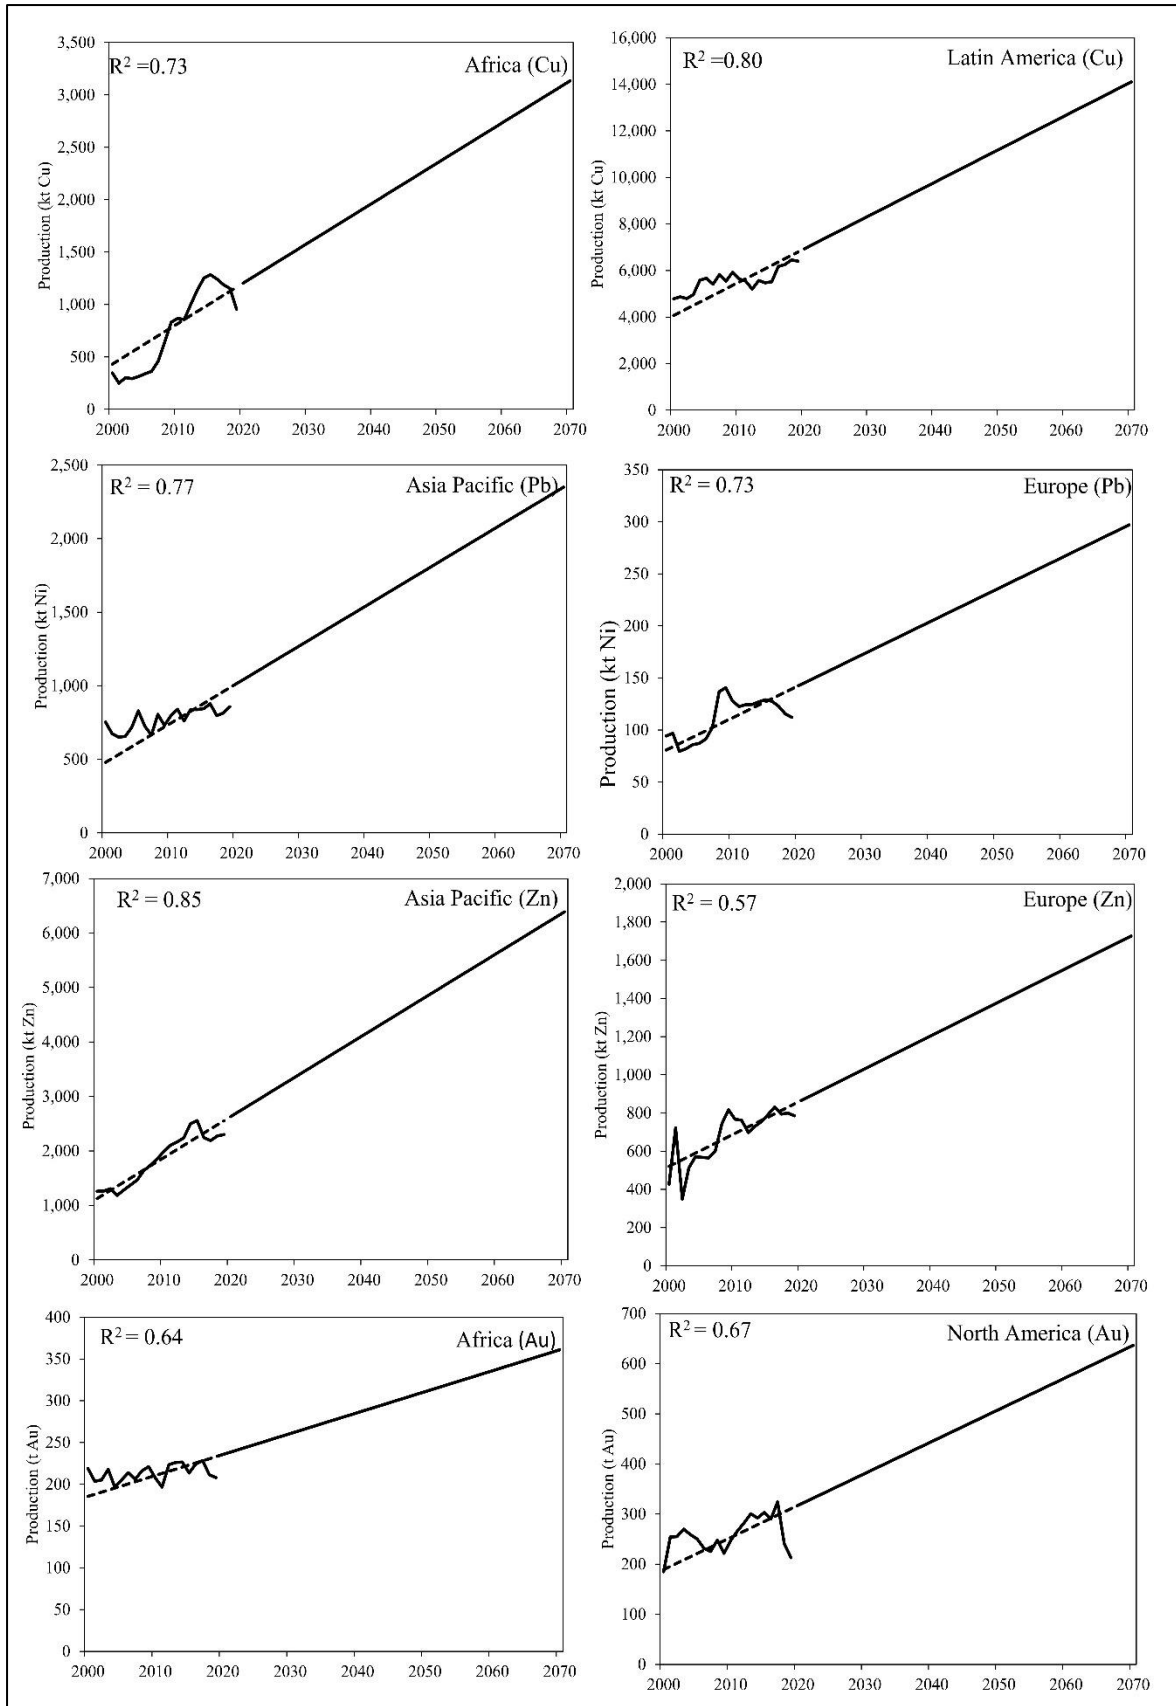 R² =0.73
Africa (Cu)
Production (kt Cu)
3,500
3,000
2,500
2,000
1,500
1,000
500
0
2000 2010 2020 2030 2040 2050 2060 2070
R² =0.80
Latin America (Cu)
Production (kt Cu)
16,000
14,000
12,000
10,000
8,000
6,000
4,000
2,000
0
2000 2010 2020 2030 2040 2050 2060 2070
R² = 0.77
Asia Pacific (Pb)
Production (kt Ni)
2,500
2,000
1,500
1,000
500
0
2000 2010 2020 2030 2040 2050 2060 2070
R² = 0.73
Europe (Pb)
Production (kt Ni)
350
300
250
200
150
100
50
0
2000 2010 2020 2030 2040 2050 2060 2070
R² = 0.85
Asia Pacific (Zn)
Production (kt Zn)
7,000
6,000
5,000
4,000
3,000
2,000
1,000
0
2000 2010 2020 2030 2040 2050 2060 2070
R² = 0.57
Europe (Zn)
Production (kt Zn)
2,000
1,800
1,600
1,400
1,200
1,000
800
600
400
200
0
2000 2010 2020 2030 2040 2050 2060 2070
R² = 0.64
Africa (Au)
Production (t Au)
400
350
300
250
200
150
100
50
0
2000 2010 2020 2030 2040 2050 2060 2070
R² = 0.67
North America (Au)
Production (t Au)
700
600
500
400
300
200
100
0
2000 2010 2020 2030 2040 2050 2060 2070